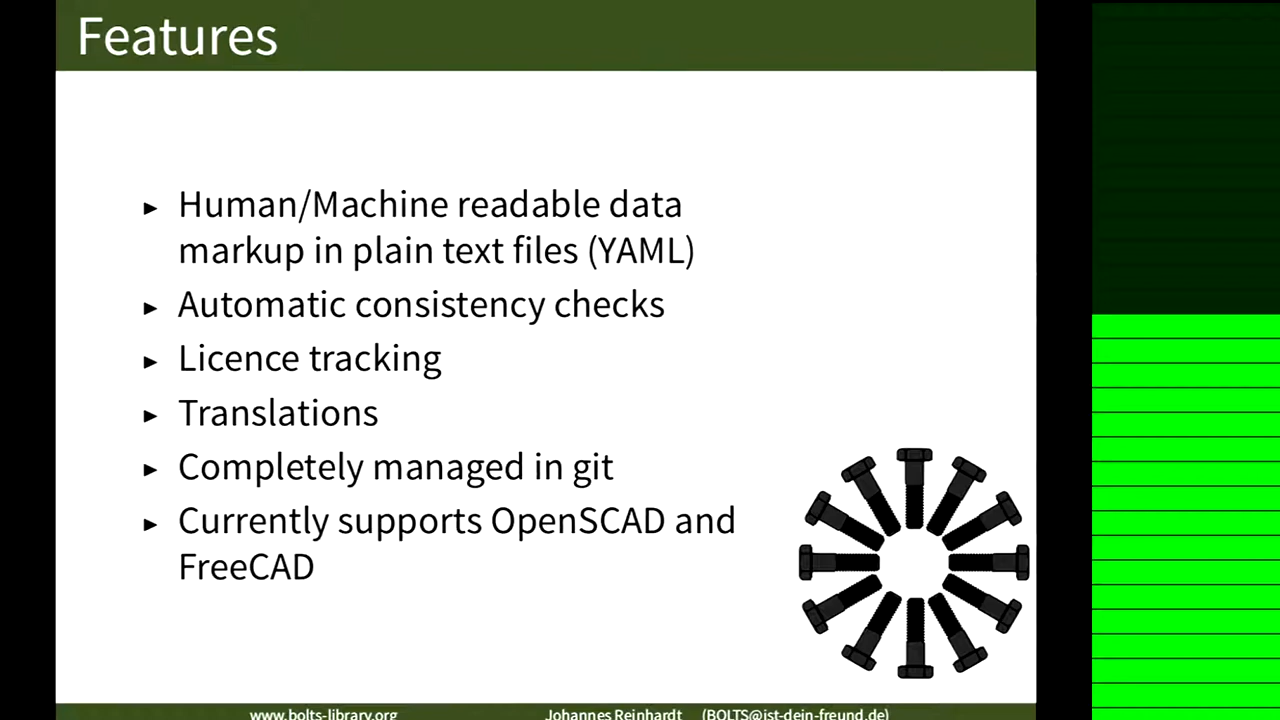 Features
Human/Machine readable data
markup in plain text files (YAML)
Automatic consistency checks
Licence tracking
Translations
Completely managed in git
Currently supports OpenSCAD and
FreeCAD
www.bolts-library.org Johannes Reinhardt (BOLTS@ist-dein-freund.de)